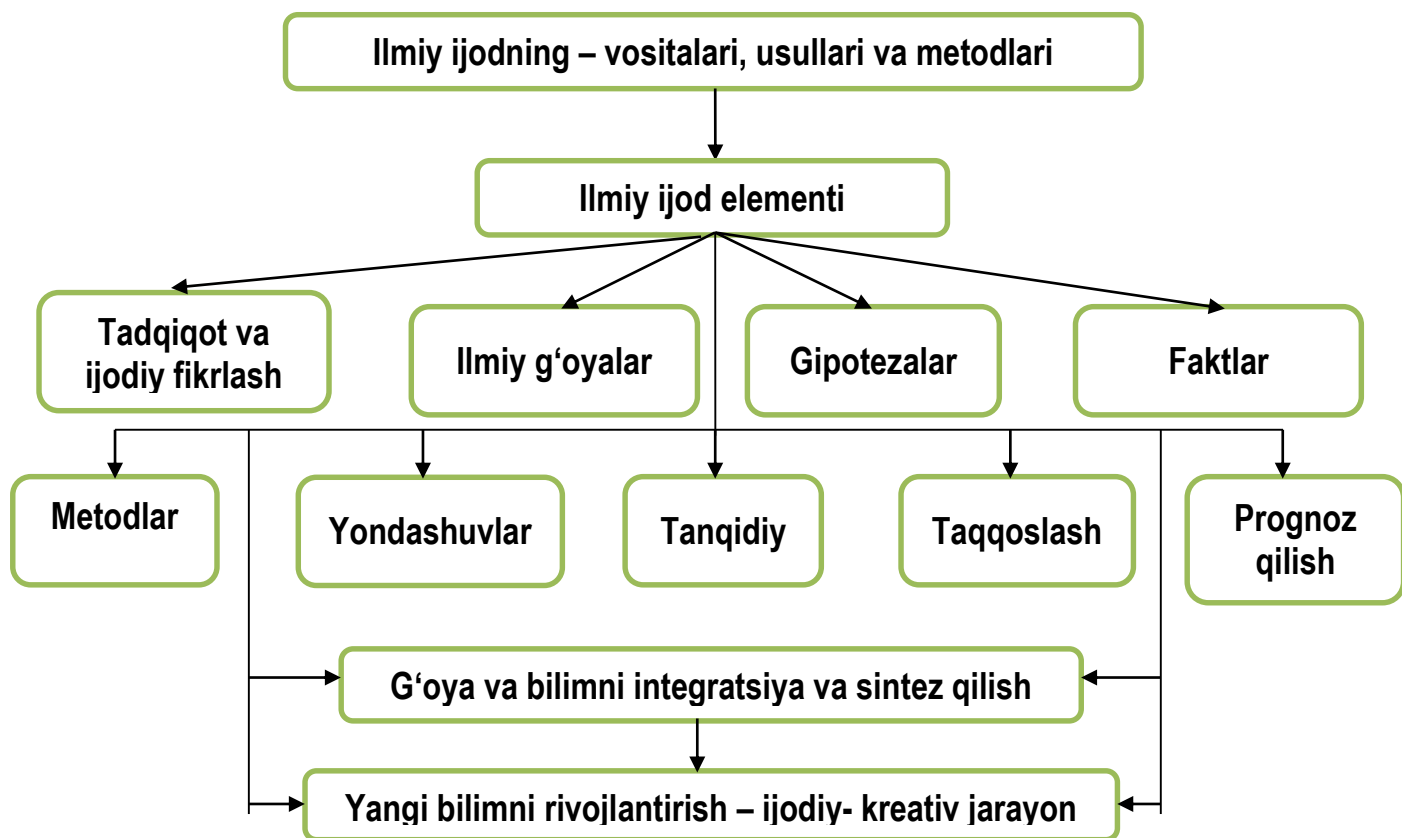 Ilmiy ijodning – vositalari, usullari va metodlari
Ilmiy ijod elementi
Tadqiqot va
ijodiy fikrlash
Ilmiy g‘oyalar
Gipotezalar
Faktlar
Metodlar
Yondashuvlar
Tanqidiy
Taqqoslash
Prognoz
qilish
G‘oya va bilimni integratsiya va sintez qilish
Yangi bilimni rivojlantirish – ijodiy- kreativ jarayon